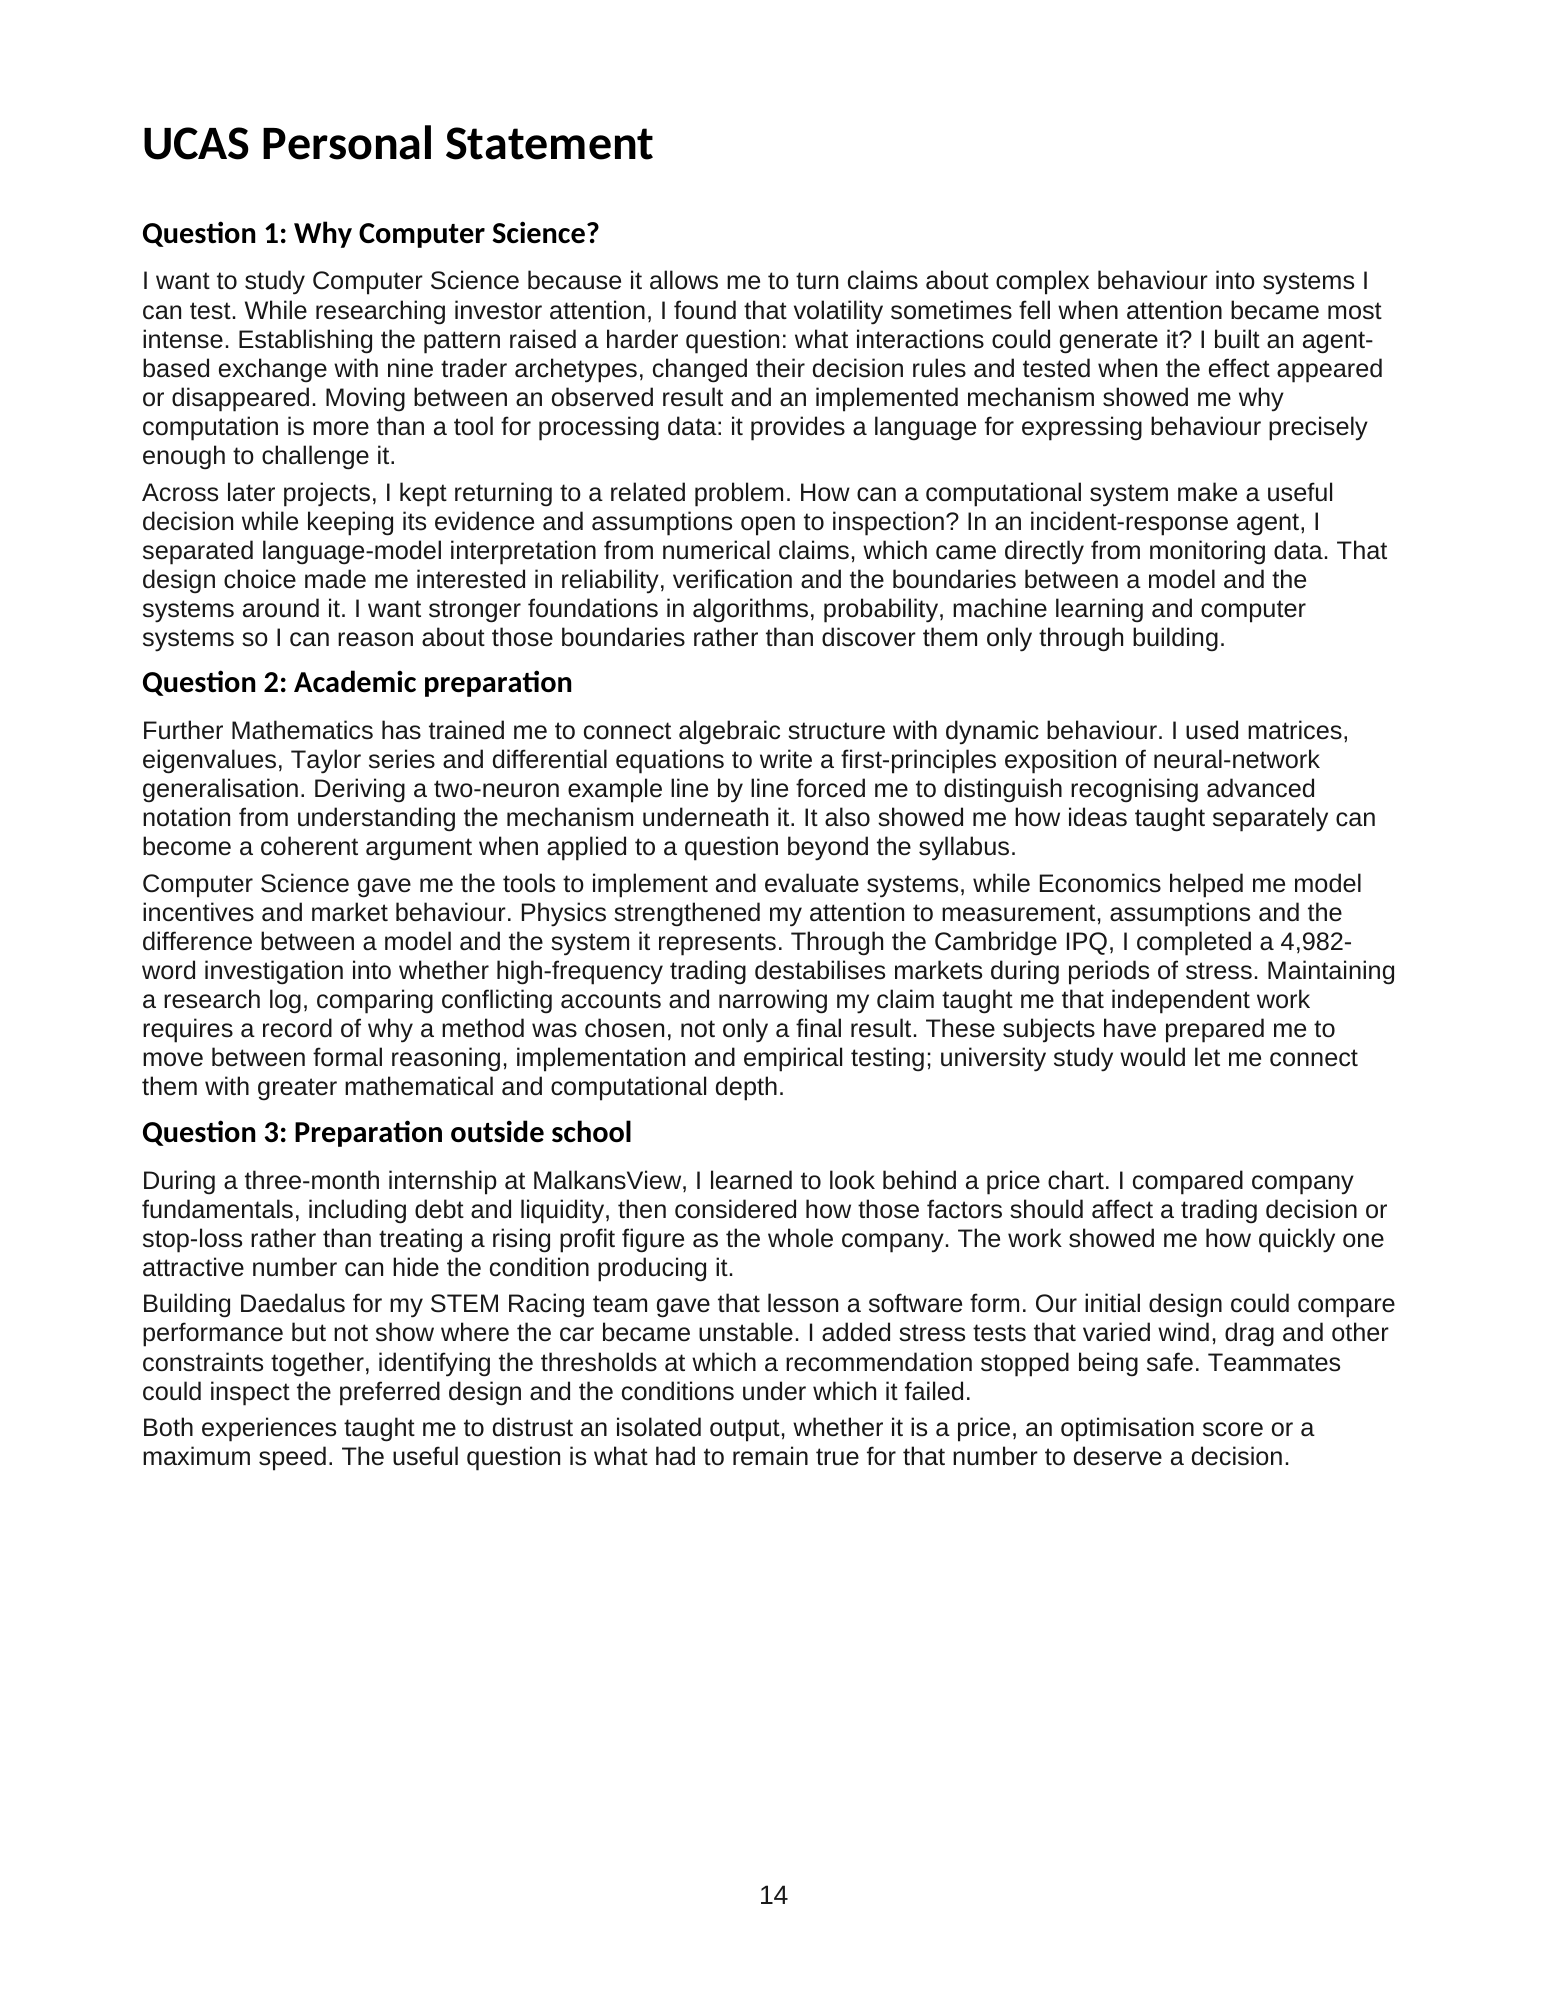 UCAS Personal Statement
Question 1: Why Computer Science?
I want to study Computer Science because it allows me to turn claims about complex behaviour into systems I
can test. While researching investor attention, I found that volatility sometimes fell when attention became most
intense. Establishing the pattern raised a harder question: what interactions could generate it? I built an agent-
based exchange with nine trader archetypes, changed their decision rules and tested when the effect appeared
or disappeared. Moving between an observed result and an implemented mechanism showed me why
computation is more than a tool for processing data: it provides a language for expressing behaviour precisely
enough to challenge it.
Across later projects, I kept returning to a related problem. How can a computational system make a useful
decision while keeping its evidence and assumptions open to inspection? In an incident-response agent, I
separated language-model interpretation from numerical claims, which came directly from monitoring data. That
design choice made me interested in reliability, verification and the boundaries between a model and the
systems around it. I want stronger foundations in algorithms, probability, machine learning and computer
systems so I can reason about those boundaries rather than discover them only through building.
Question 2: Academic preparation
Further Mathematics has trained me to connect algebraic structure with dynamic behaviour. I used matrices,
eigenvalues, Taylor series and differential equations to write a first-principles exposition of neural-network
generalisation. Deriving a two-neuron example line by line forced me to distinguish recognising advanced
notation from understanding the mechanism underneath it. It also showed me how ideas taught separately can
become a coherent argument when applied to a question beyond the syllabus.
Computer Science gave me the tools to implement and evaluate systems, while Economics helped me model
incentives and market behaviour. Physics strengthened my attention to measurement, assumptions and the
difference between a model and the system it represents. Through the Cambridge IPQ, I completed a 4,982-
word investigation into whether high-frequency trading destabilises markets during periods of stress. Maintaining
a research log, comparing conflicting accounts and narrowing my claim taught me that independent work
requires a record of why a method was chosen, not only a final result. These subjects have prepared me to
move between formal reasoning, implementation and empirical testing; university study would let me connect
them with greater mathematical and computational depth.
Question 3: Preparation outside school
During a three-month internship at MalkansView, I learned to look behind a price chart. I compared company
fundamentals, including debt and liquidity, then considered how those factors should affect a trading decision or
stop-loss rather than treating a rising profit figure as the whole company. The work showed me how quickly one
attractive number can hide the condition producing it.
Building Daedalus for my STEM Racing team gave that lesson a software form. Our initial design could compare
performance but not show where the car became unstable. I added stress tests that varied wind, drag and other
constraints together, identifying the thresholds at which a recommendation stopped being safe. Teammates
could inspect the preferred design and the conditions under which it failed.
Both experiences taught me to distrust an isolated output, whether it is a price, an optimisation score or a
maximum speed. The useful question is what had to remain true for that number to deserve a decision.
14